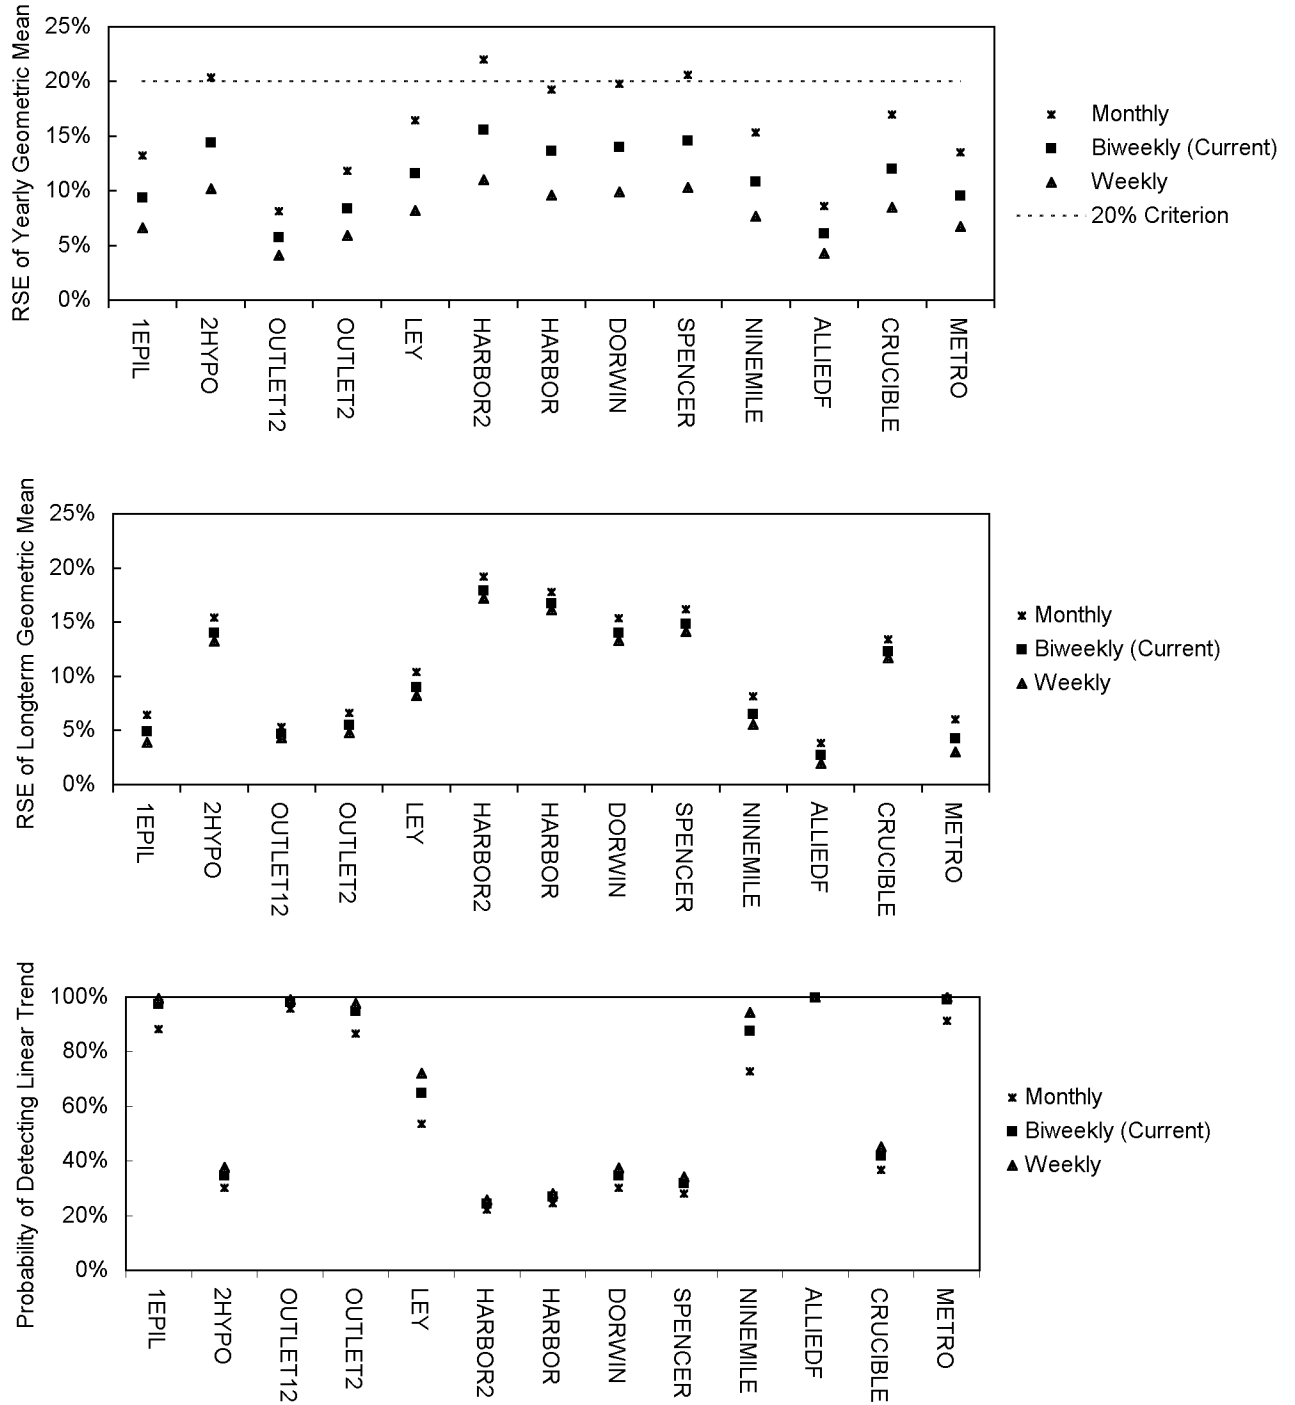 RSE of Yearly Geometric Mean
25%
20%
15%
10%
5%
0%
1EPIL
2HYPO
OUTLET12
OUTLET2
LEY
HARBOR2
HARBOR
DORWIN
SPENCER
NINEMILE
ALLIEDF
CRUCIBLE
METRO
Monthly
Biweekly (Current)
Weekly
20% Criterion
RSE of Longterm Geometric Mean
25%
20%
15%
10%
5%
0%
1EPIL
2HYPO
OUTLET12
OUTLET2
LEY
HARBOR2
HARBOR
DORWIN
SPENCER
NINEMILE
ALLIEDF
CRUCIBLE
METRO
Monthly
Biweekly (Current)
Weekly
Probability of Detecting Linear Trend
100%
80%
60%
40%
20%
0%
1EPIL
2HYPO
OUTLET12
OUTLET2
LEY
HARBOR2
HARBOR
DORWIN
SPENCER
NINEMILE
ALLIEDF
CRUCIBLE
METRO
Monthly
Biweekly (Current)
Weekly